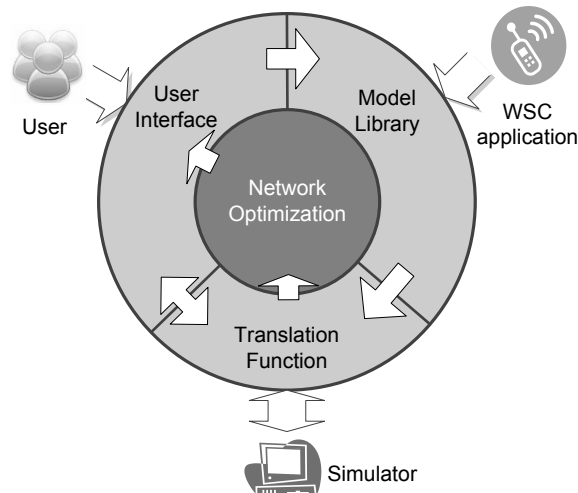 User
User
Interface
Model
Library
WSC
application
Network
Optimization
Translation
Function
Simulator